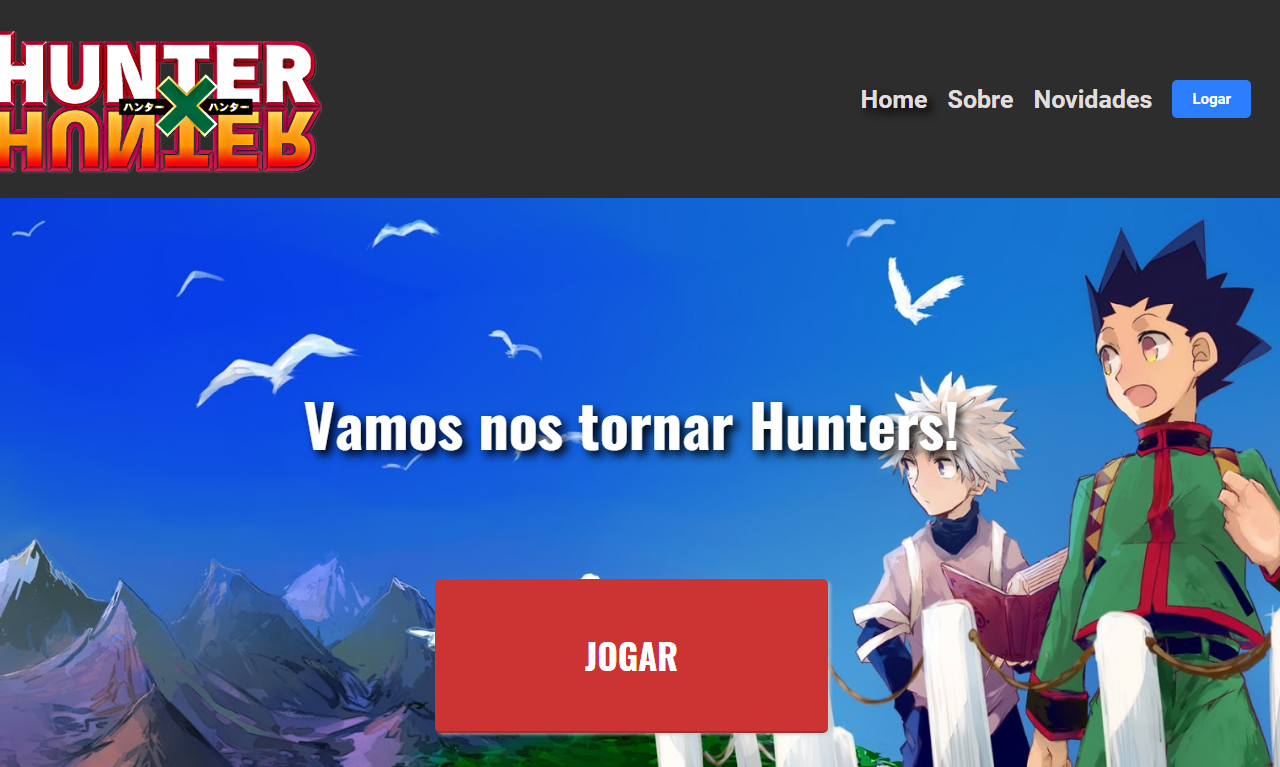 HUNTER
ハンター ハンター
HUNTER
Home Sobre Novidades Logar
Vamos nos tornar Hunters!
JOGAR